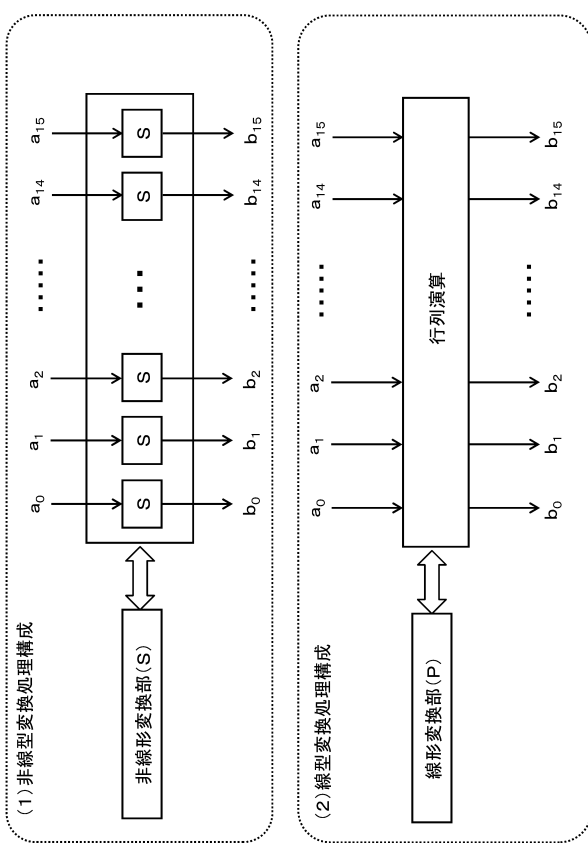 (1)非線型変換処理構成
非線形変換部(S)
a0 a1 a2 ····· a14 a15
S S S ··· S S
b0 b1 b2 ····· b14 b15
(2)線型変換処理構成
線形変換部(P)
a0 a1 a2 ····· a14 a15
行列演算
b0 b1 b2 ····· b14 b15